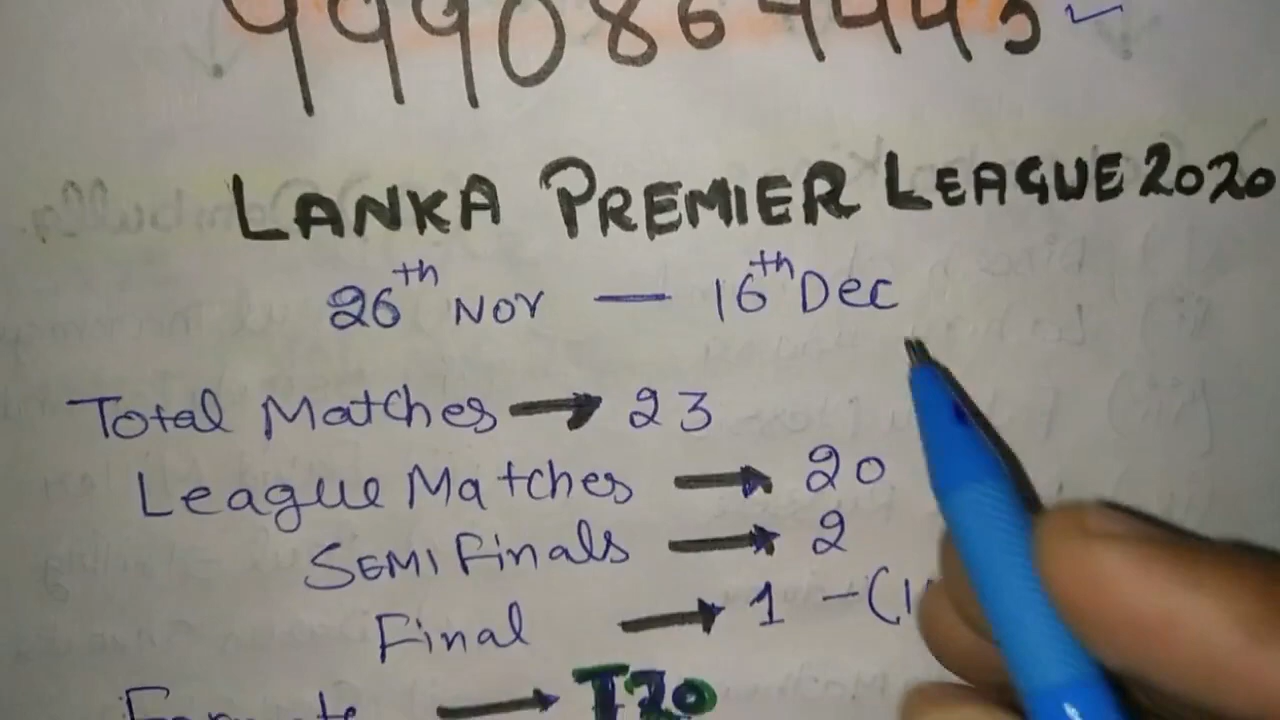 LANKA PREMIER LEAGUE 2020
26th NOV — 16th Dec
Total Matches → 23
League Matches → 20
SEMI Finals → 2
Final → 1 -(1
→ T20